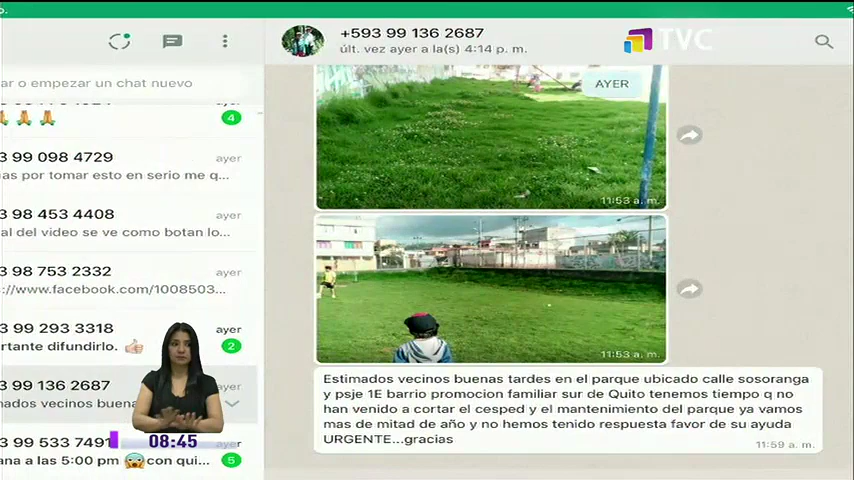 +593 99 136 2687
últ. vez ayer a la(s) 4:14 p. m.
TVC
ar o empezar un chat nuevo
4
3 99 098 4729
ayer
as por tomar esto en serio me q...
3 98 453 4408
ayer
al del video se ve como botan lo...
3 98 753 2332
ayer
://www.facebook.com/1008503...
3 99 293 3318
ayer
rtante difundirlo.
2
99 136 2687
ayer
nados vecinos buena
99 533 7491
ana a las 5:00 pm 😱con qui...
5
08:45
AYER
11:53 a. m.
11:53 a. m.
Estimados vecinos buenas tardes en el parque ubicado calle sosoranga
y psje 1E barrio promocion familiar sur de Quito tenemos tiempo q no
han venido a cortar el cesped y el mantenimiento del parque ya vamos
mas de mitad de año y no hemos tenido respuesta favor de su ayuda
URGENTE...gracias
11:59 a. m.